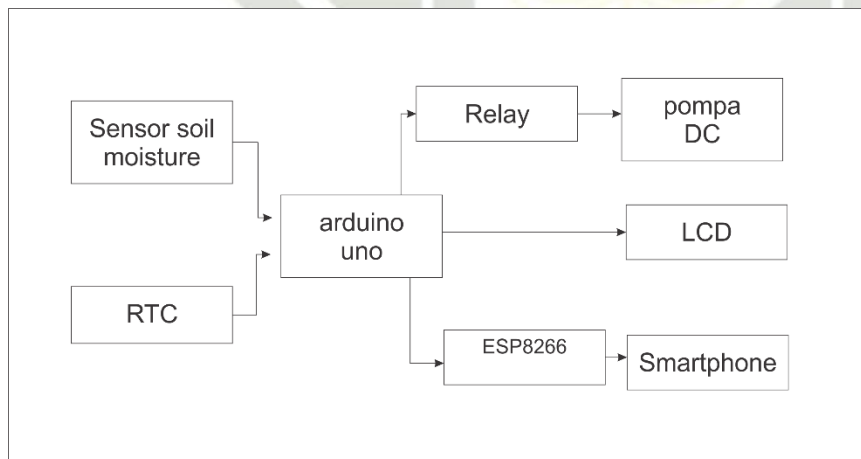 Sensor soil
moisture
RTC
arduino
uno
Relay
pompa
DC
LCD
ESP8266
Smartphone